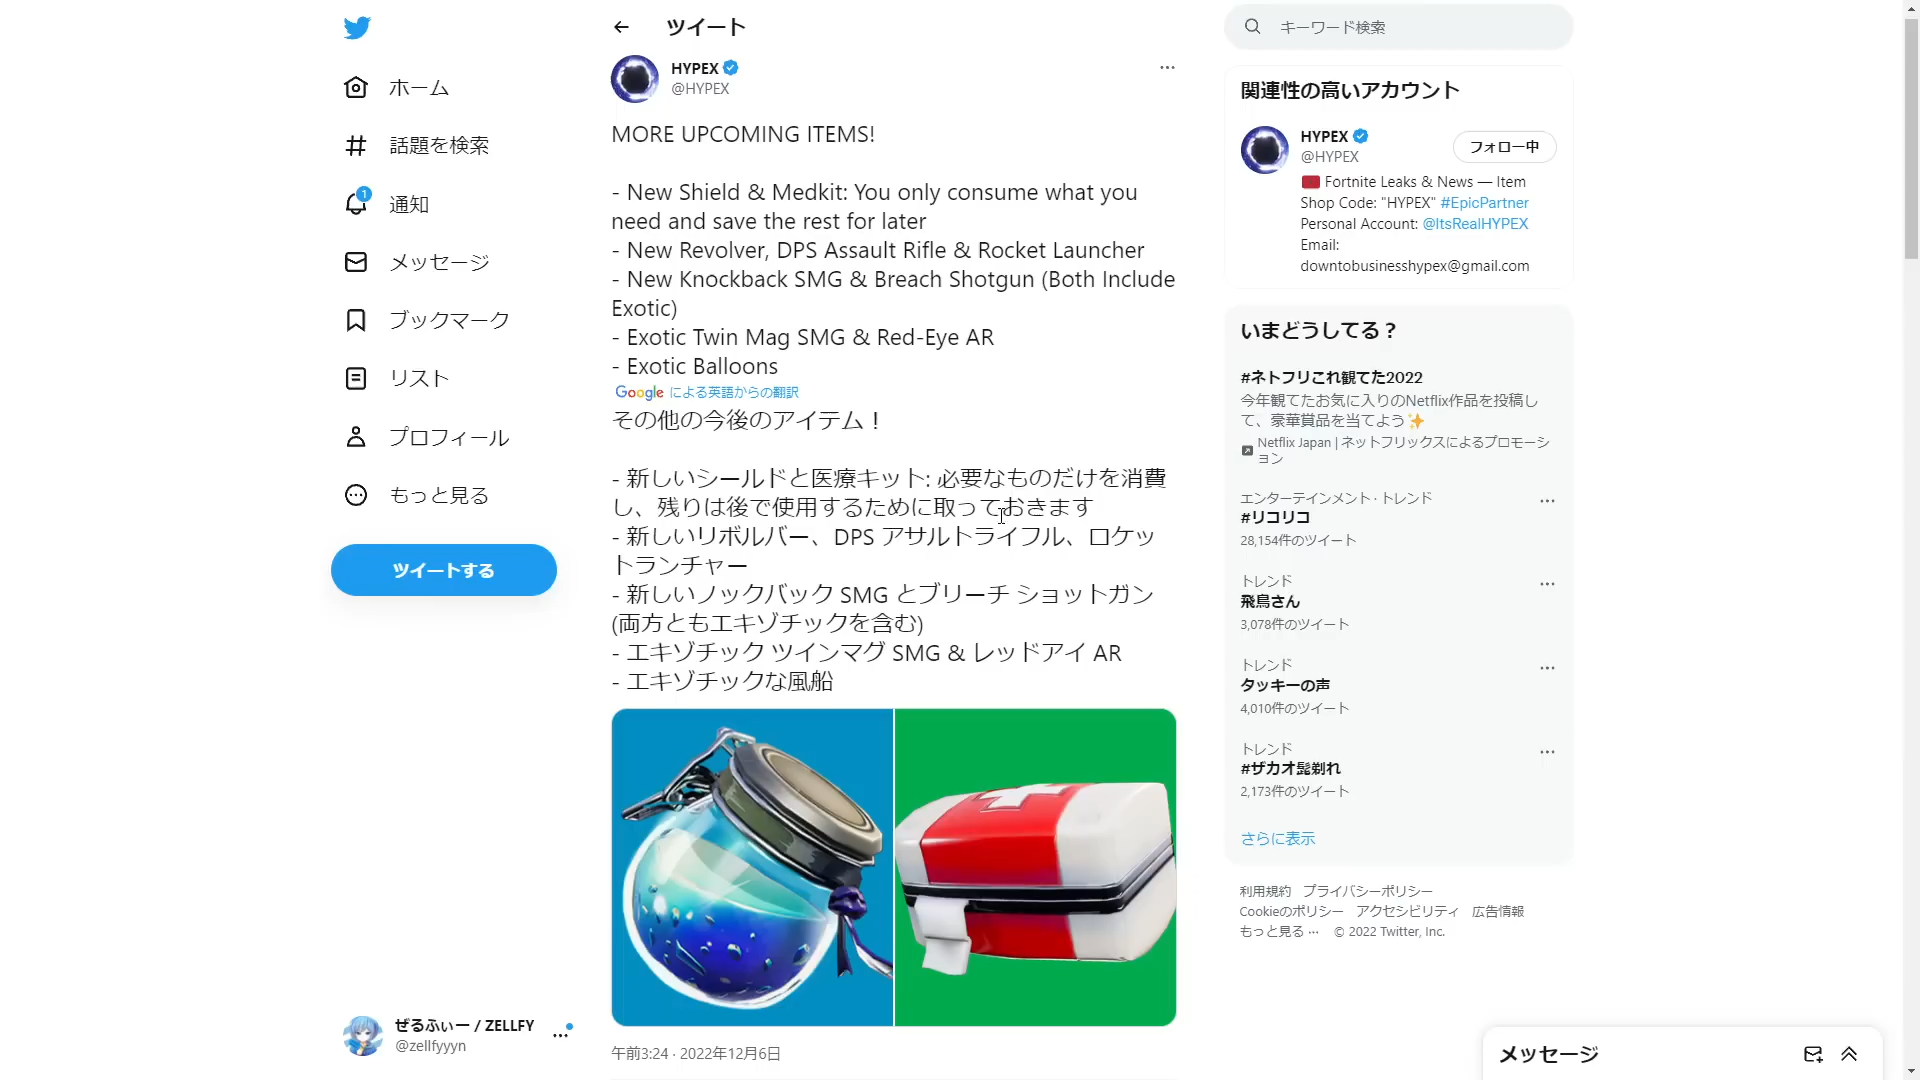 ホーム
話題を検索
1
通知
メッセージ
ブックマーク
リスト
プロフィール
もっと見る
ツイートする
ぜるふぃー / ZELLFY
@zellfyyyn
ツイート
HYPEX
@HYPEX
MORE UPCOMING ITEMS!
- New Shield & Medkit: You only consume what you
need and save the rest for later
- New Revolver, DPS Assault Rifle & Rocket Launcher
- New Knockback SMG & Breach Shotgun (Both Include
Exotic)
- Exotic Twin Mag SMG & Red-Eye AR
- Exotic Balloons
Google による英語からの翻訳
その他の今後のアイテム！
- 新しいシールドと医療キット: 必要なものだけを消費
し、残りは後で使用するために取っておきます
- 新しいリボルバー、DPS アサルトライフル、ロケッ
トランチャー
- 新しいノックバック SMG とブリーチ ショットガン
(両方ともエキゾチックを含む)
- エキゾチック ツインマグ SMG & レッドアイ AR
- エキゾチックな風船
午前3:24 · 2022年12月6日
キーワード検索
関連性の高いアカウント
HYPEX
@HYPEX
フォロー中
Fortnite Leaks & News — Item
Shop Code: "HYPEX" #EpicPartner
Personal Account: @ItsRealHYPEX
Email:
downtobusinesshypex@gmail.com
いまどうしてる？
#ネトフリこれ観てた2022
今年観てたお気に入りのNetflix作品を投稿し
て、豪華賞品を当てよう✨
Netflix Japan | ネットフリックスによるプロモーシ
ョン
エンターテインメント · トレンド
#リコリコ
28,154件のツイート
トレンド
飛鳥さん
3,078件のツイート
トレンド
タッキーの声
4,010件のツイート
トレンド
#ザカオ髭剃れ
2,173件のツイート
さらに表示
利用規約 プライバシーポリシー
Cookieのポリシー アクセシビリティ 広告情報
もっと見る ··· © 2022 Twitter, Inc.
メッセージ